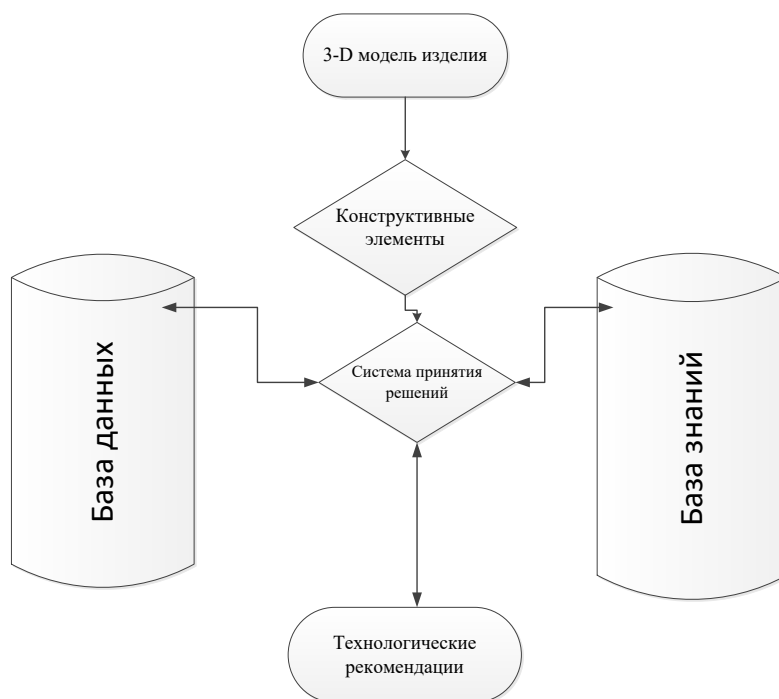 3-D модель изделия
Конструктивные
элементы
Система принятия
решений
База данных
База знаний
Технологические
рекомендации